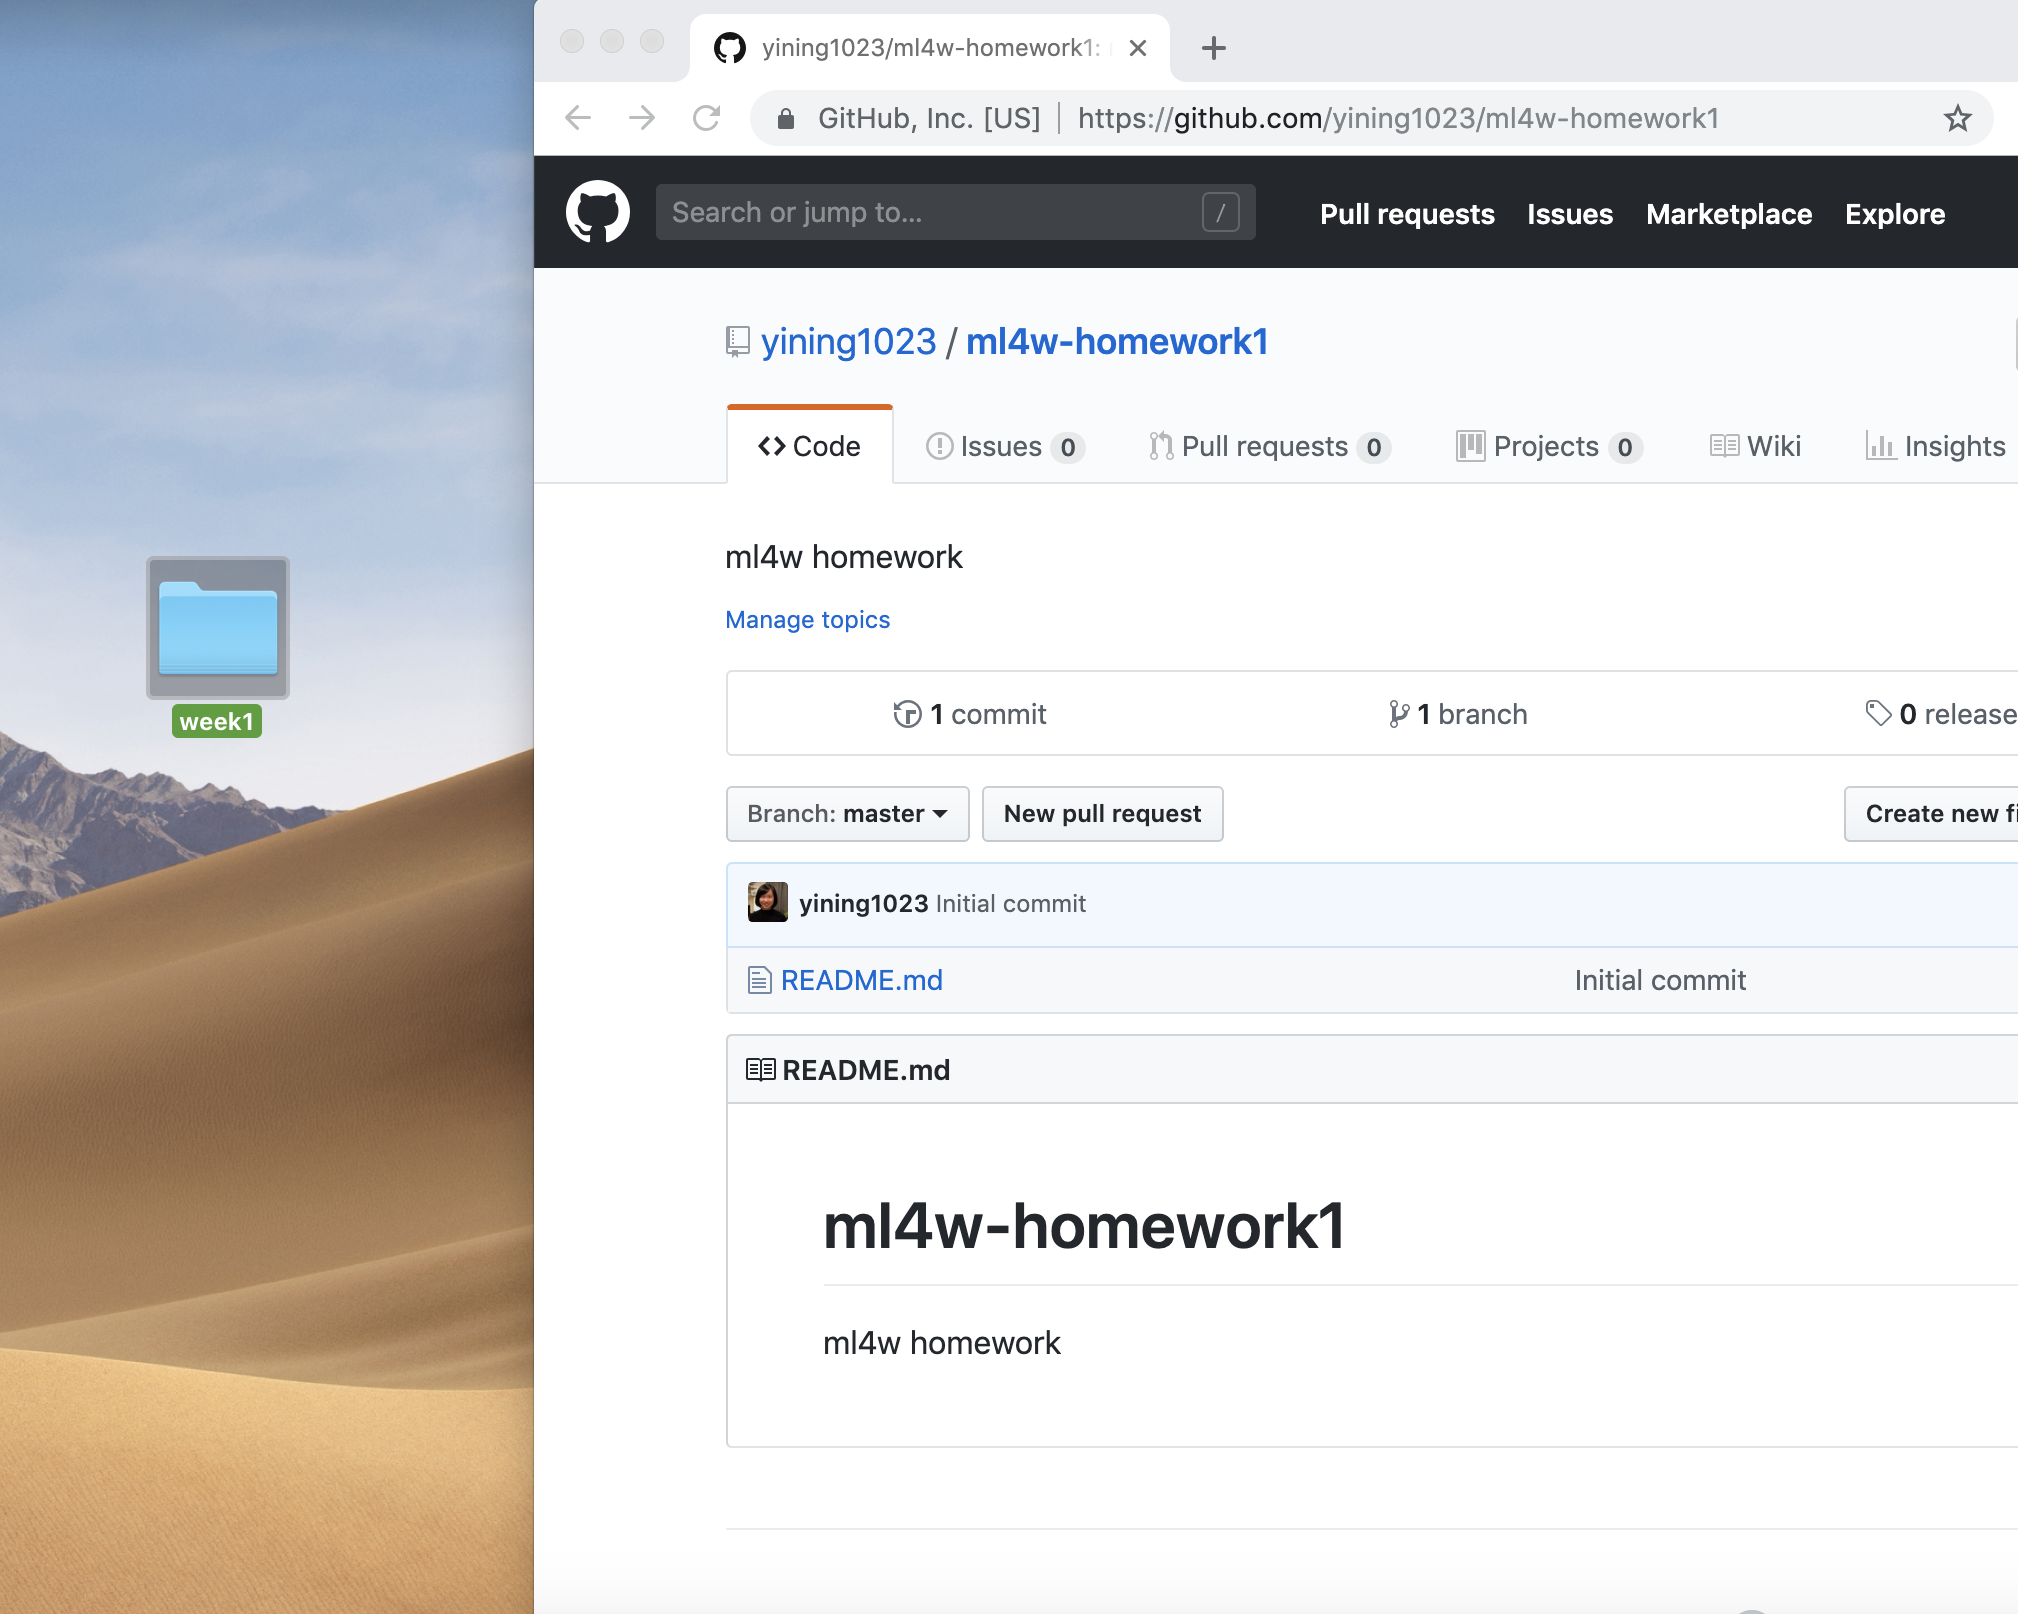 yining1023/ml4w-homework1:
GitHub, Inc. [US] | https://github.com/yining1023/ml4w-homework1
Search or jump to... /
Pull requests Issues Marketplace Explore
yining1023 / ml4w-homework1
Code Issues 0 Pull requests 0 Projects 0 Wiki Insights
ml4w homework
Manage topics
week1
1 commit 1 branch 0 release
Branch: master New pull request Create new fi
yining1023 Initial commit
README.md Initial commit
README.md
ml4w-homework1
ml4w homework